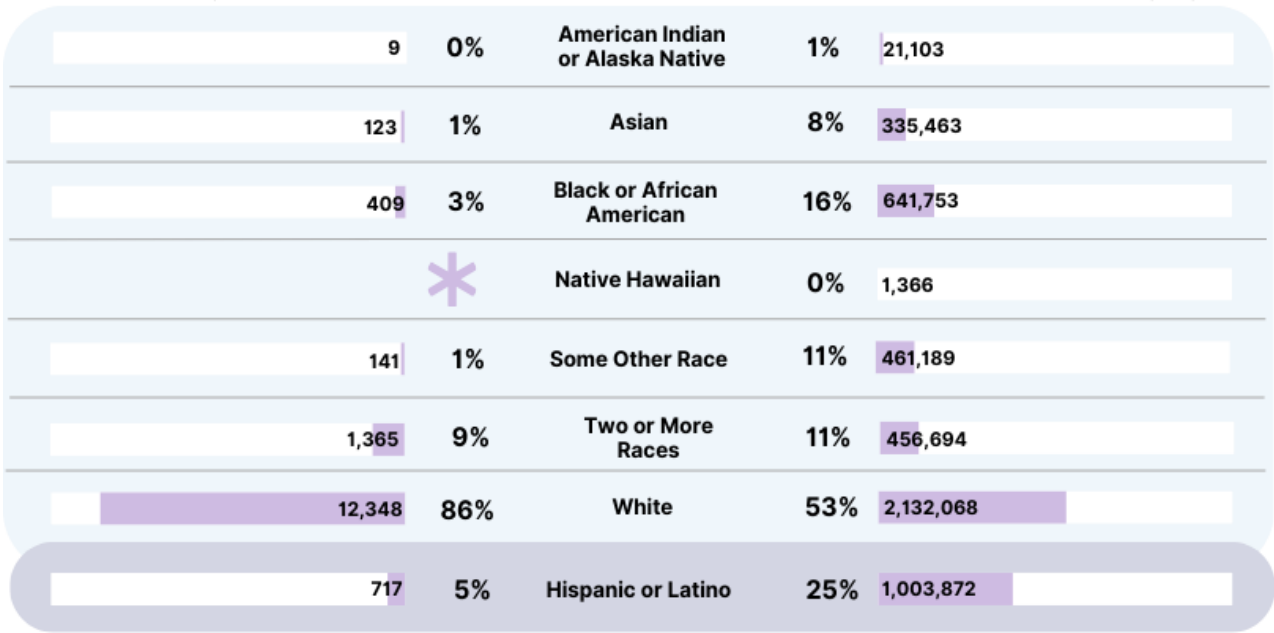 9 0% American Indian or Alaska Native 1% 21,103
123 1% Asian 8% 335,463
409 3% Black or African American 16% 641,753
* Native Hawaiian 0% 1,366
141 1% Some Other Race 11% 461,189
1,365 9% Two or More Races 11% 456,694
12,348 86% White 53% 2,132,068
717 5% Hispanic or Latino 25% 1,003,872